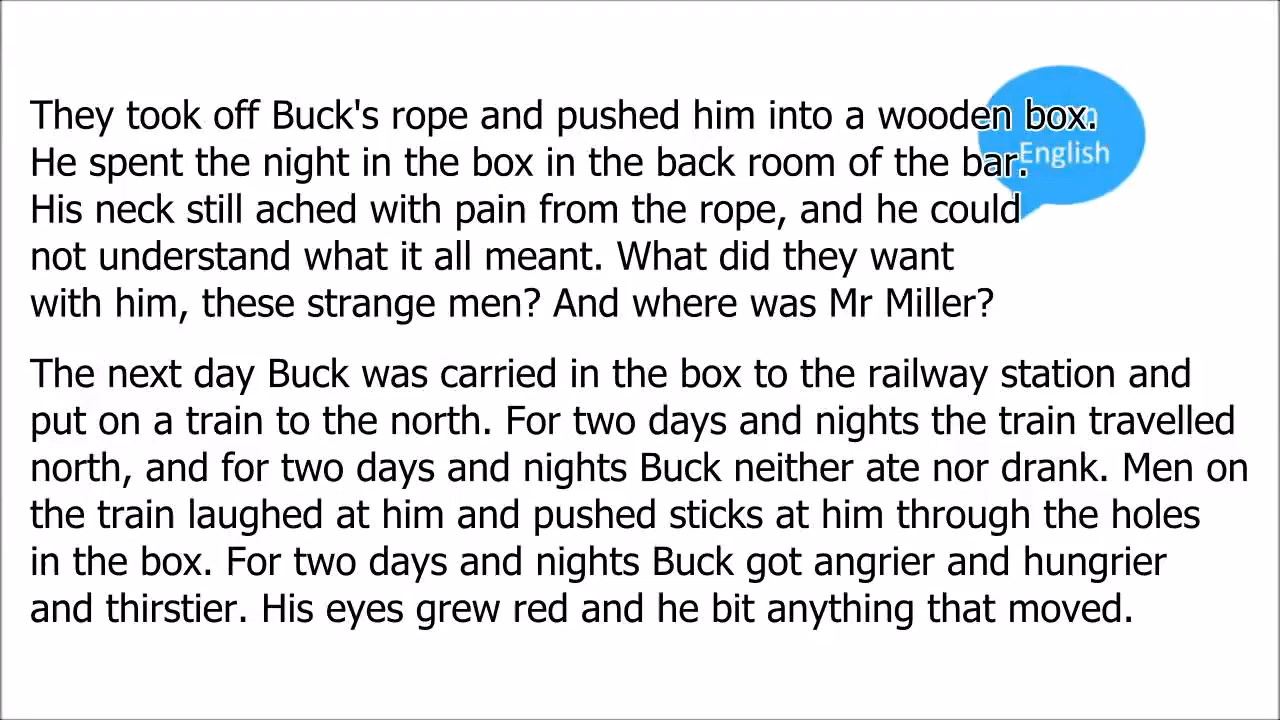 They took off Buck's rope and pushed him into a wooden box.
He spent the night in the box in the back room of the bar.
English
His neck still ached with pain from the rope, and he could
not understand what it all meant. What did they want
with him, these strange men? And where was Mr Miller?
The next day Buck was carried in the box to the railway station and
put on a train to the north. For two days and nights the train travelled
north, and for two days and nights Buck neither ate nor drank. Men on
the train laughed at him and pushed sticks at him through the holes
in the box. For two days and nights Buck got angrier and hungrier
and thirstier. His eyes grew red and he bit anything that moved.